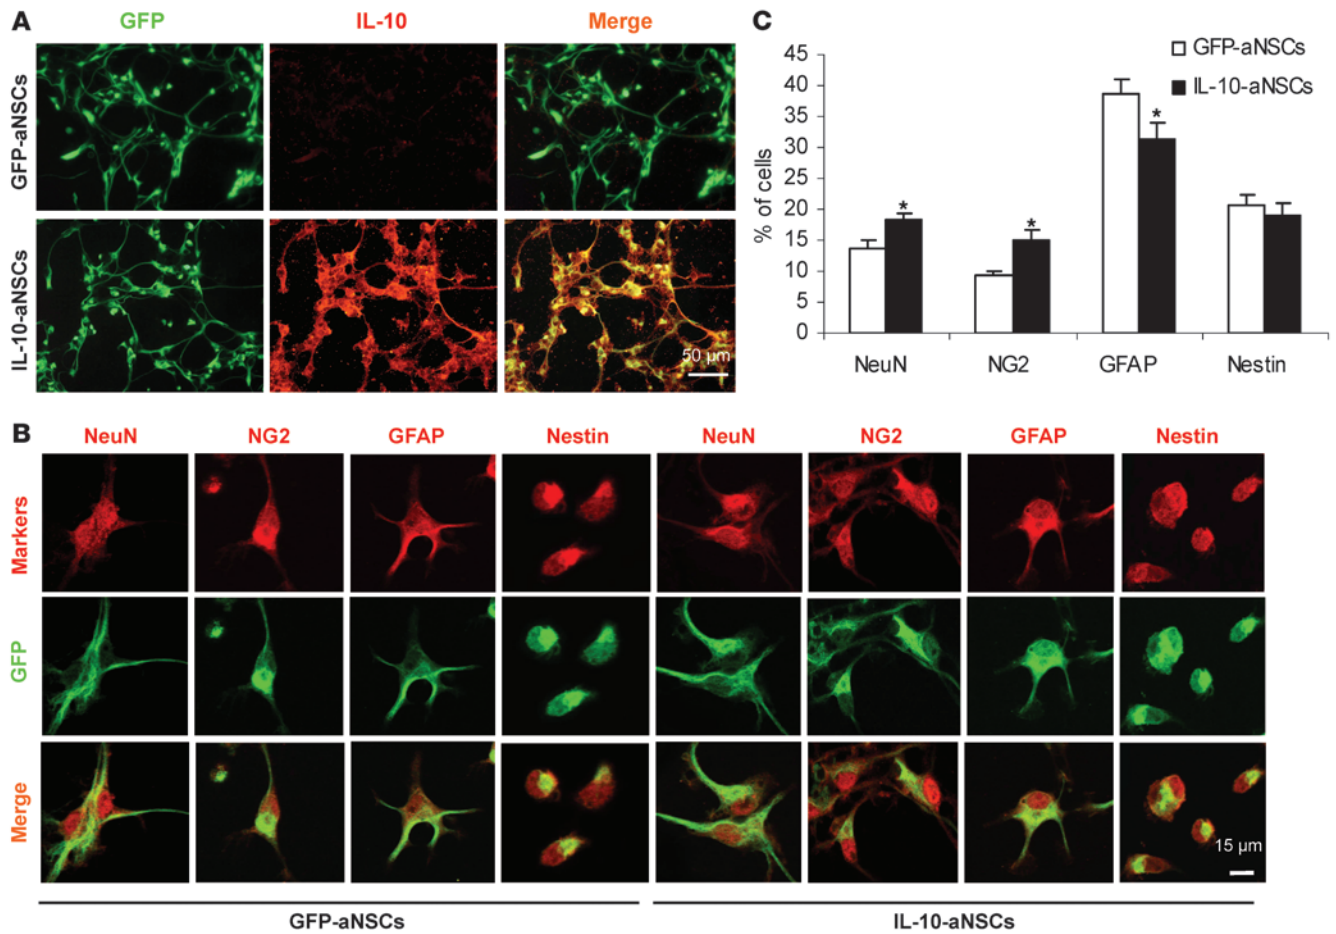 A
GFP
IL-10
Merge
GFP-aNSCs
IL-10-aNSCs
50 µm
C
GFP-aNSCs
IL-10-aNSCs
% of cells
45
40
35
30
25
20
15
10
5
0
*
*
*
NeuN
NG2
GFAP
Nestin
B
NeuN
NG2
GFAP
Nestin
NeuN
NG2
GFAP
Nestin
Markers
GFP
Merge
15 µm
GFP-aNSCs
IL-10-aNSCs